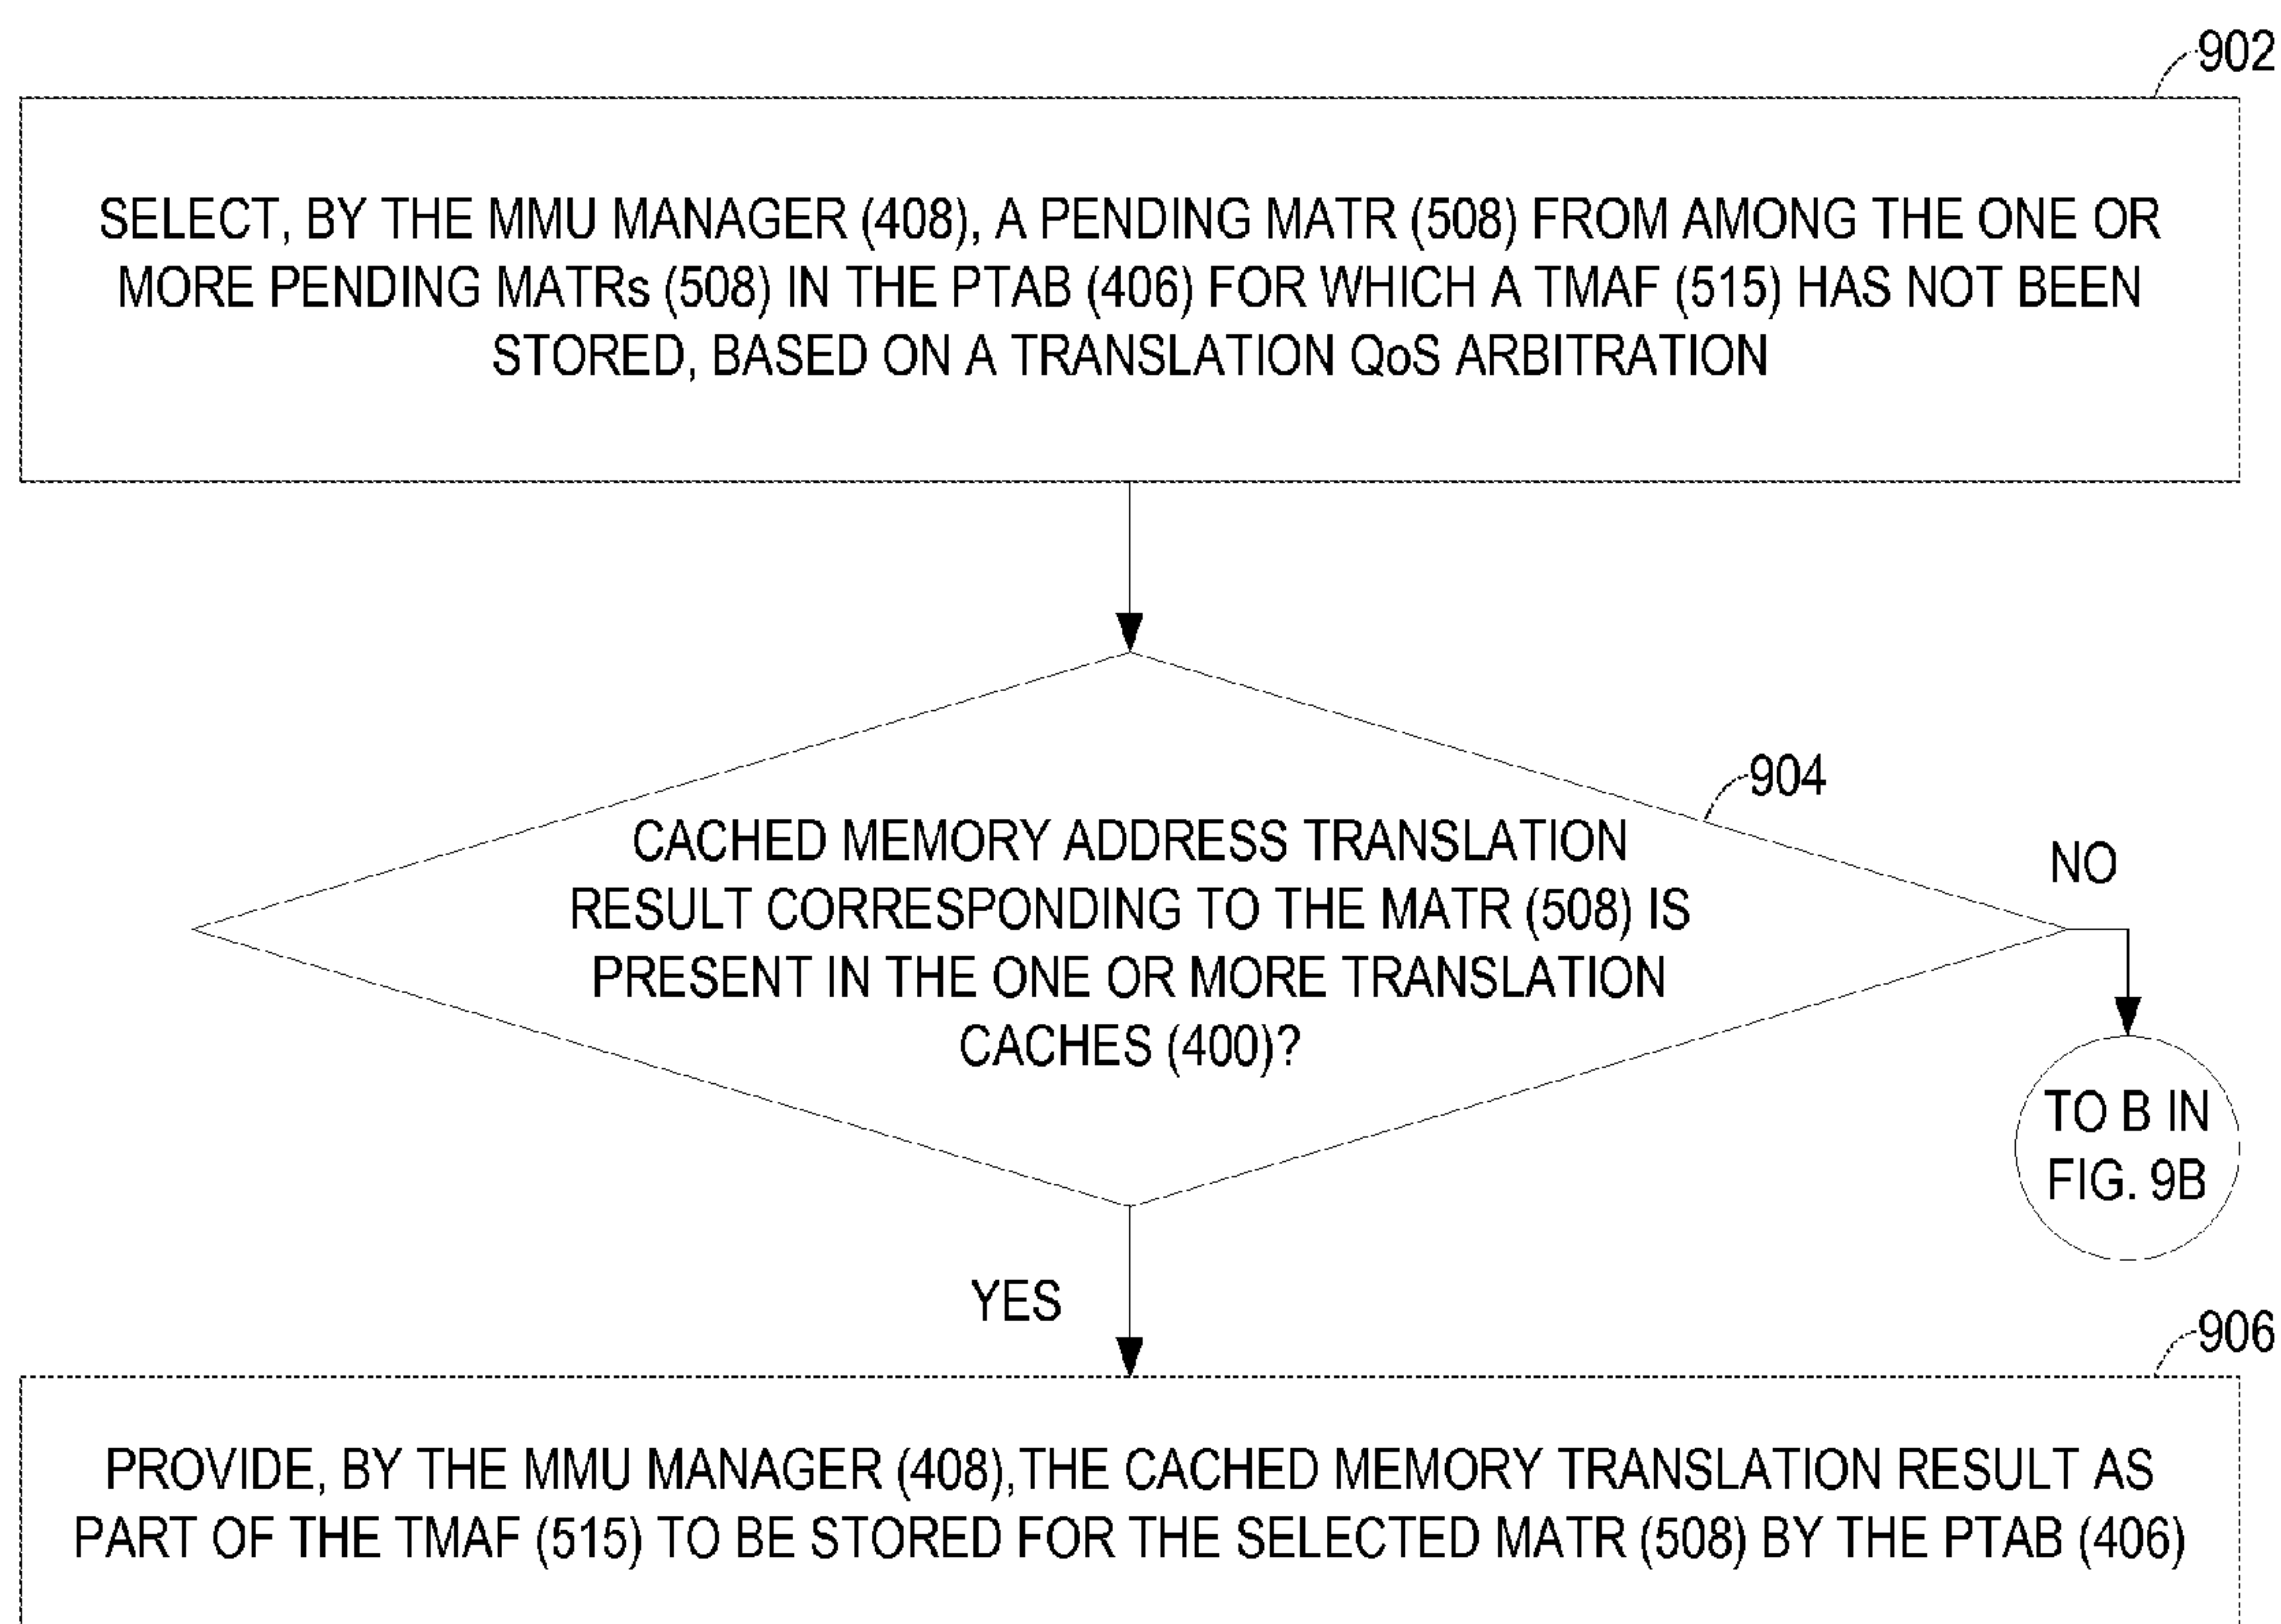 902
SELECT, BY THE MMU MANAGER (408), A PENDING MATR (508) FROM AMONG THE ONE OR
MORE PENDING MATRs (508) IN THE PTAB (406) FOR WHICH A TMAF (515) HAS NOT BEEN
STORED, BASED ON A TRANSLATION QoS ARBITRATION
904
CACHED MEMORY ADDRESS TRANSLATION
RESULT CORRESPONDING TO THE MATR (508) IS
PRESENT IN THE ONE OR MORE TRANSLATION
CACHES (400)?
NO
TO B IN
FIG. 9B
YES
906
PROVIDE, BY THE MMU MANAGER (408),THE CACHED MEMORY TRANSLATION RESULT AS
PART OF THE TMAF (515) TO BE STORED FOR THE SELECTED MATR (508) BY THE PTAB (406)